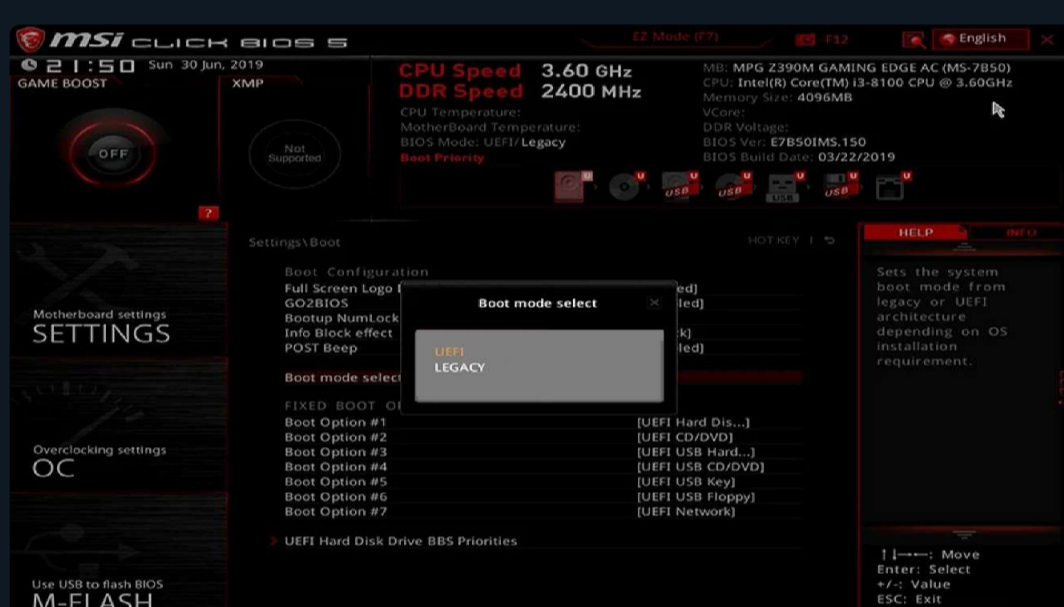 msi CLICK BIOS 5
EZ Mode (F7)
F12
English
21:50 Sun 30 Jun, 2019
GAME BOOST
XMP
OFF
Not
Supported
CPU Speed 3.60 GHz
DDR Speed 2400 MHz
CPU Temperature:
MotherBoard Temperature:
BIOS Mode: UEFI/Legacy
Boot Priority
MB: MPG Z390M GAMING EDGE AC (MS-7B50)
CPU: Intel(R) Core(TM) i3-8100 CPU @ 3.60GHz
Memory Size: 4096MB
VCore:
DDR Voltage:
BIOS Ver: E7B50IMS.150
BIOS Build Date: 03/22/2019
U U U U U U U
USB USB USB USB
?
Motherboard settings
SETTINGS
Overclocking settings
OC
Use USB to flash BIOS
M-FLASH
Settings\Boot
HOT KEY |
Boot Configuration
Full Screen Logo ed]
GO2BIOS led]
Bootup NumLock
Info Block effect k]
POST Beep led]
Boot mode select
Boot mode select
UEFI
LEGACY
FIXED BOOT O
Boot Option #1 [UEFI Hard Dis...]
Boot Option #2 [UEFI CD/DVD]
Boot Option #3 [UEFI USB Hard...]
Boot Option #4 [UEFI USB CD/DVD]
Boot Option #5 [UEFI USB Key]
Boot Option #6 [UEFI USB Floppy]
Boot Option #7 [UEFI Network]
UEFI Hard Disk Drive BBS Priorities
HELP
INFO
Sets the system
boot mode from
legacy or UEFI
architecture
depending on OS
installation
requirement.
↑↓→←: Move
Enter: Select
+/-: Value
ESC: Exit